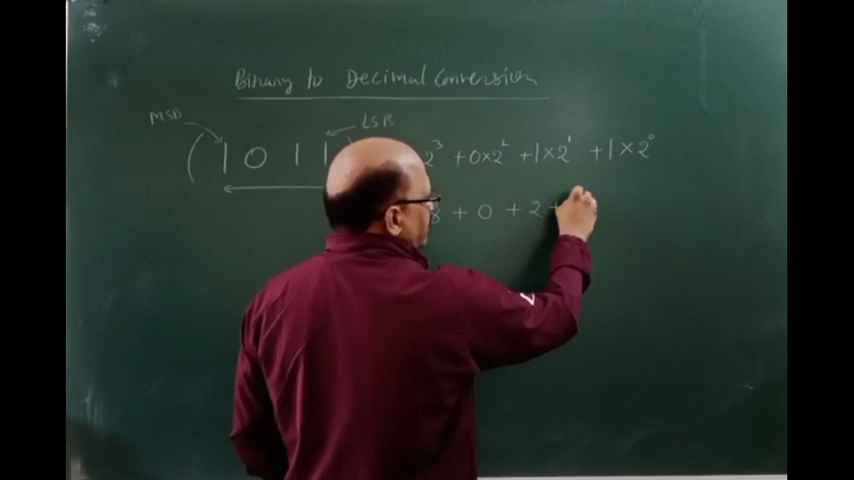 Binary to Decimal Conversion
MSB LSB
(1 0 1 1 2³ + 0×2² + 1×2¹ + 1×2⁰
8 + 0 + 2 +